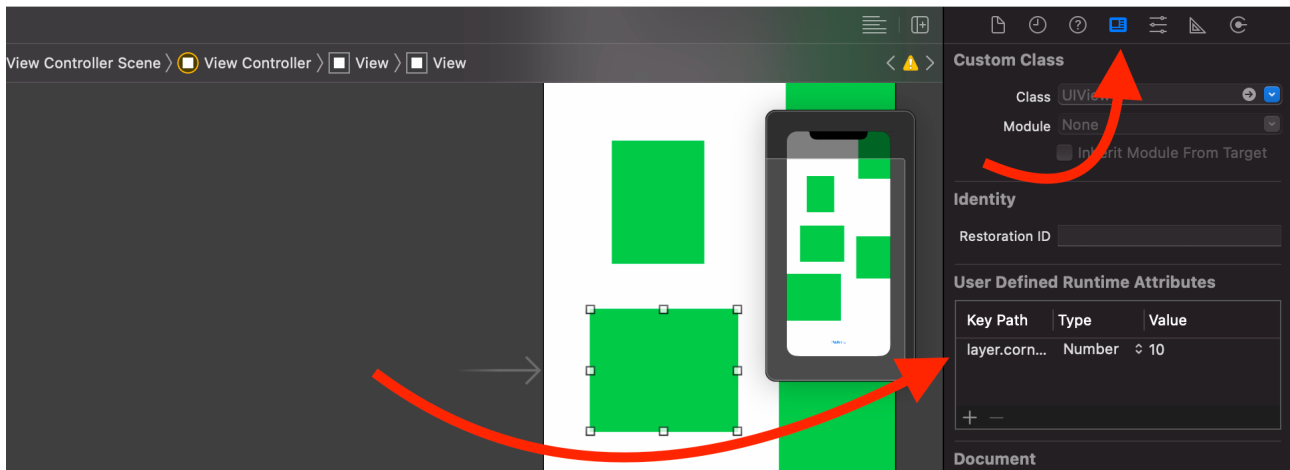 View Controller Scene 〉 View Controller 〉 View 〉 View
Custom Class
Class UIView
Module None
Inherit Module From Target
Identity
Restoration ID
User Defined Runtime Attributes
Key Path Type Value
layer.corn... Number 10
Document